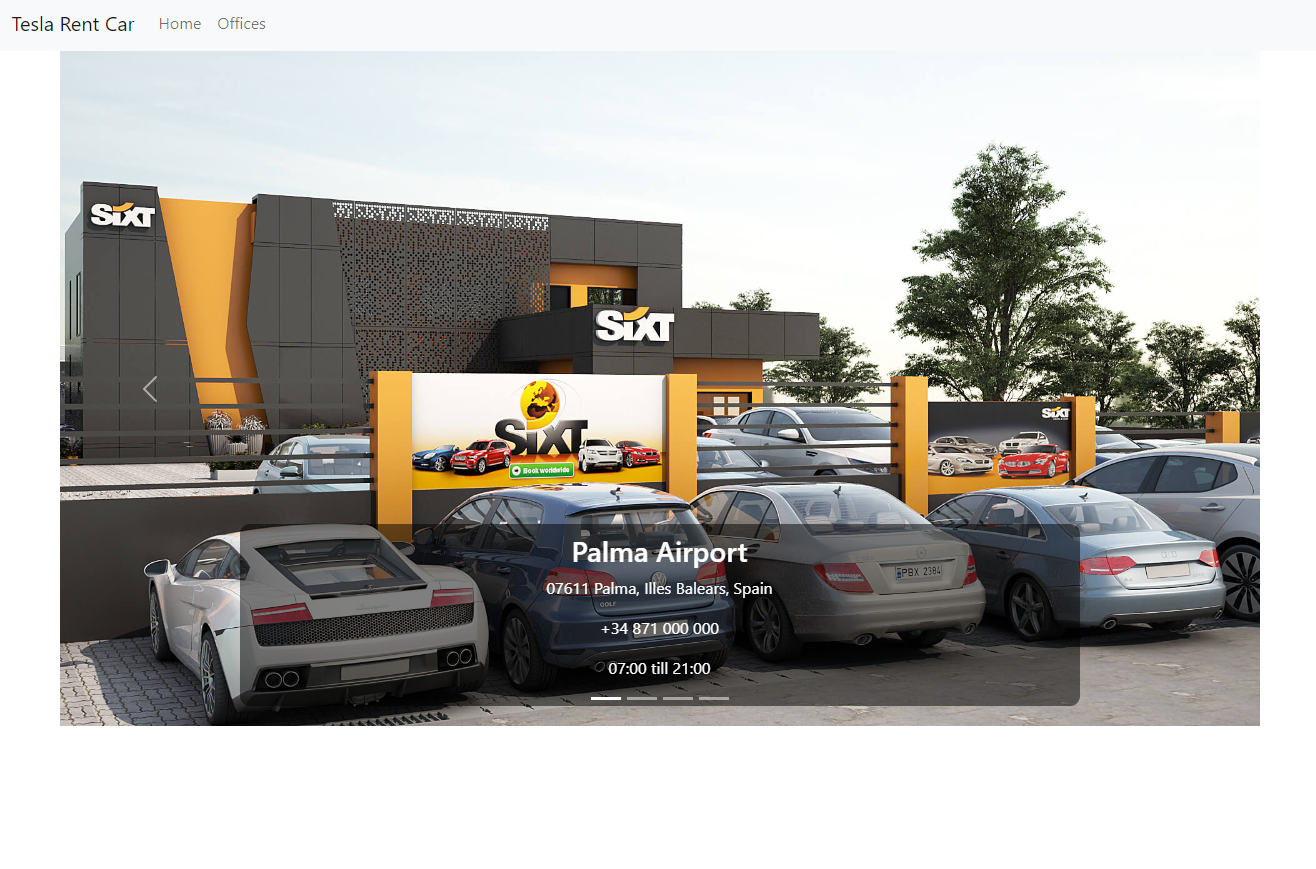 Tesla Rent Car Home Offices
SiXT
SiXT
SiXT
Book worldwide
SiXT
Palma Airport
07611 Palma, Illes Balears, Spain
PBX 2384
GOLF
+34 871 000 000
07:00 till 21:00